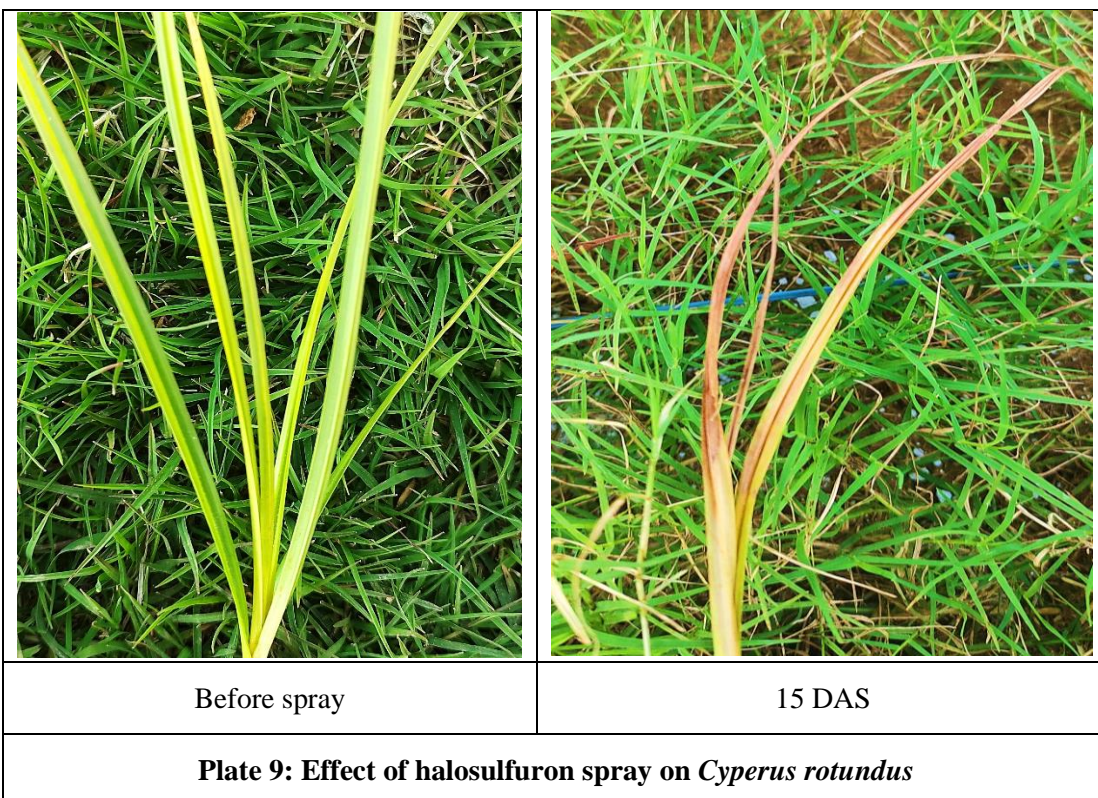 Before spray
15 DAS
Plate 9: Effect of halosulfuron spray on Cyperus rotundus